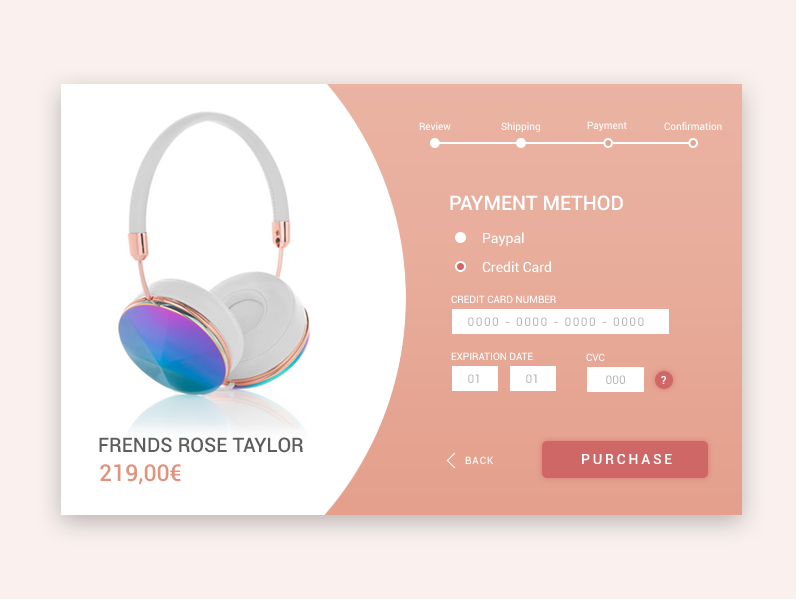 Review Shipping Payment Confirmation
PAYMENT METHOD
Paypal
Credit Card
CREDIT CARD NUMBER
0000 - 0000 - 0000 - 0000
EXPIRATION DATE CVC
01 01 000 ?
BACK PURCHASE
FRENDS ROSE TAYLOR
219,00€